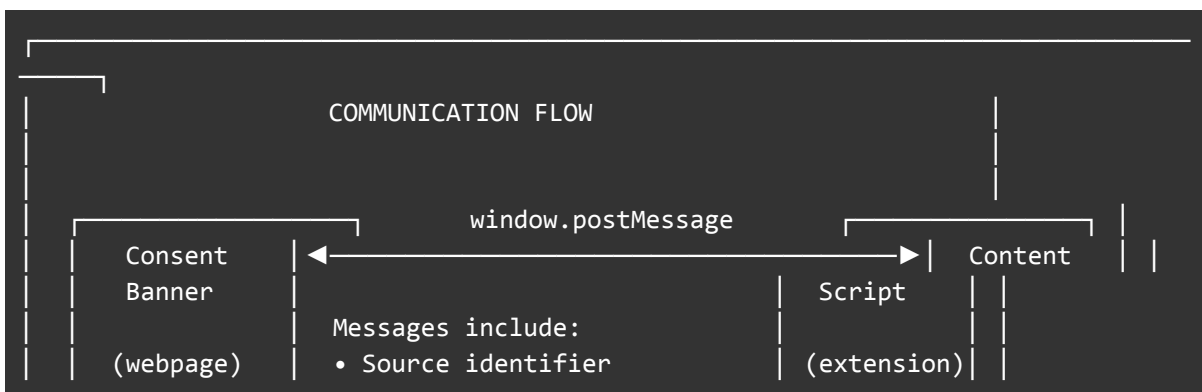 COMMUNICATION FLOW
window.postMessage
Consent ◄─────────────────────────────────► Content
Banner Script
Messages include:
(webpage) • Source identifier (extension)